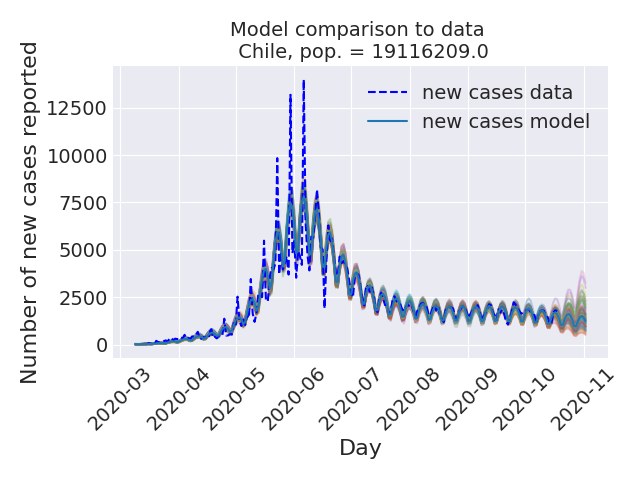 Model comparison to data
Chile, pop. = 19116209.0
Number of new cases reported
12500
10000
7500
5000
2500
0
new cases data
new cases model
2020-03
2020-04
2020-05
2020-06
2020-07
2020-08
2020-09
2020-10
2020-11
Day